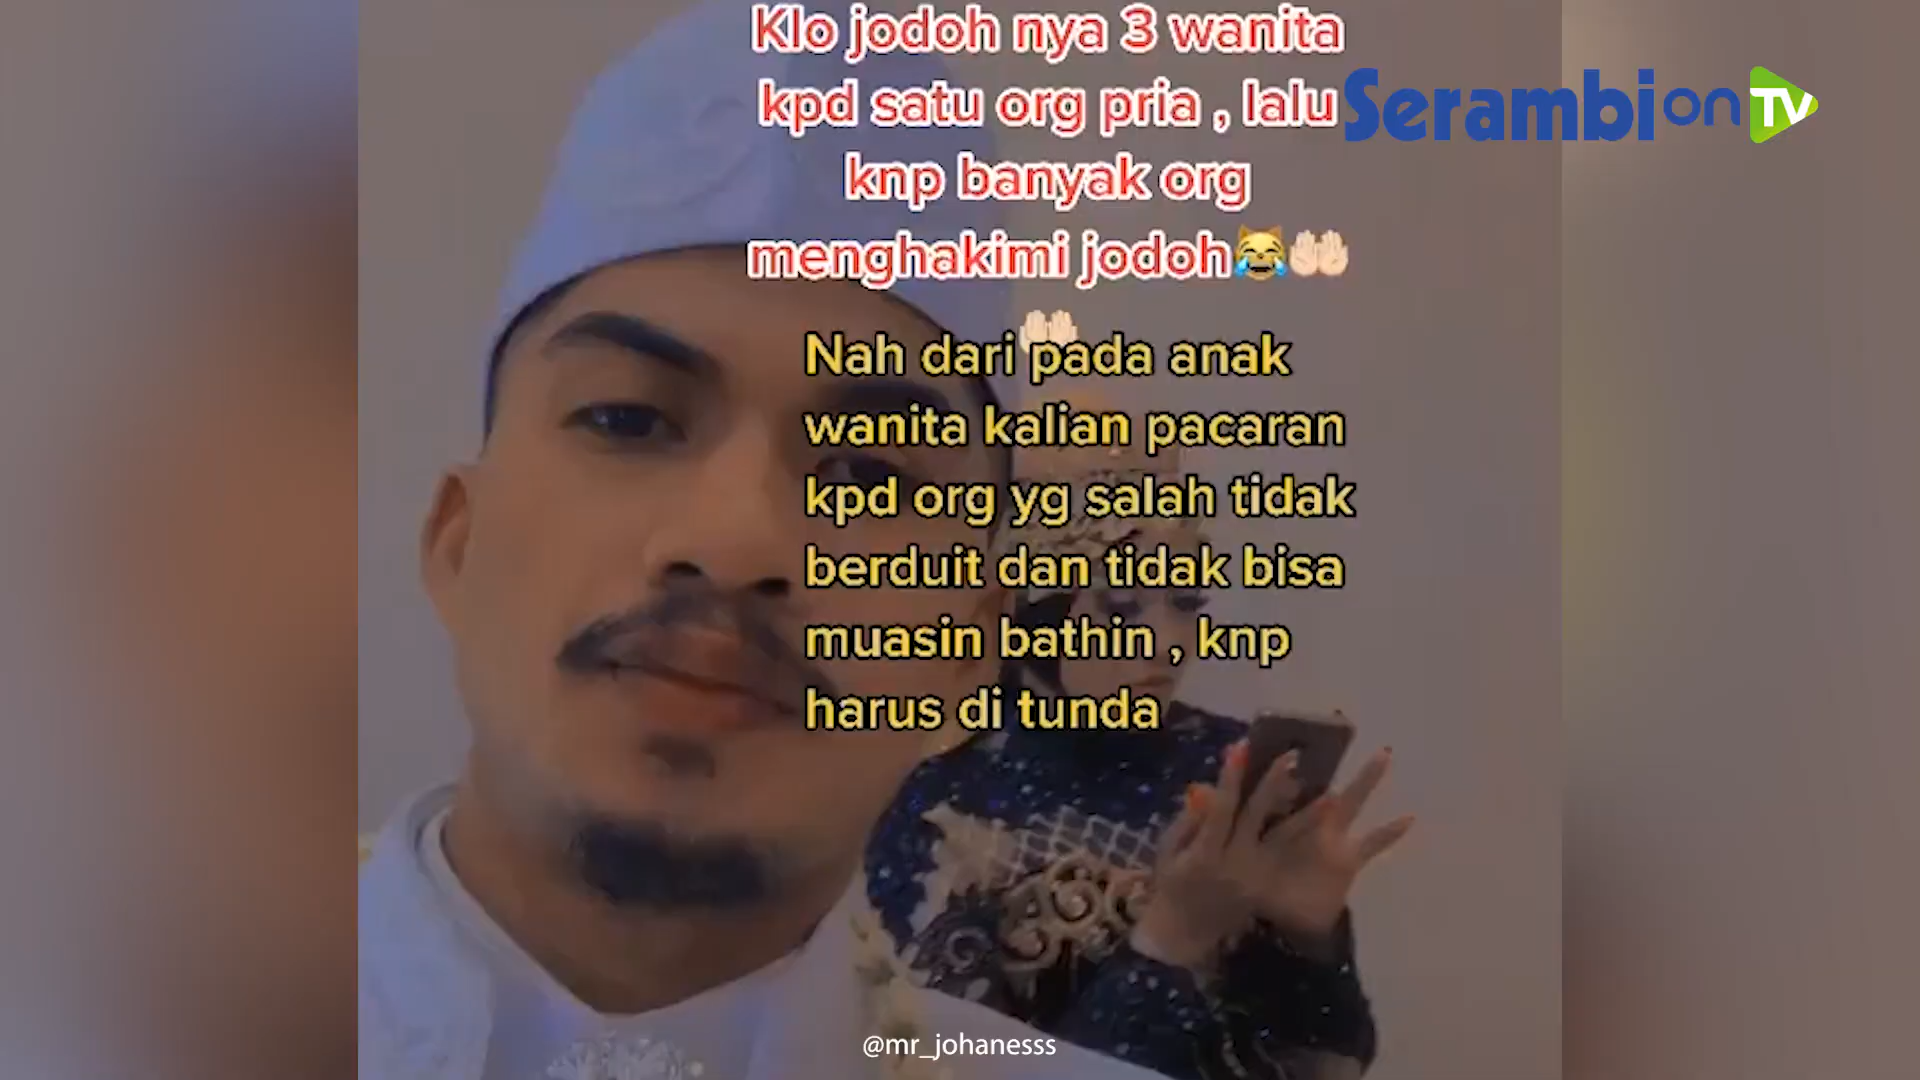 Klo jodoh nya 3 wanita
kpd satu org pria , lalu
knp banyak org
menghakimi jodoh😹🤲🏻
🤲🏻
Serambi on TV
Nah dari pada anak
wanita kalian pacaran
kpd org yg salah tidak
berduit dan tidak bisa
muasin bathin , knp
harus di tunda
@mr_johanesss